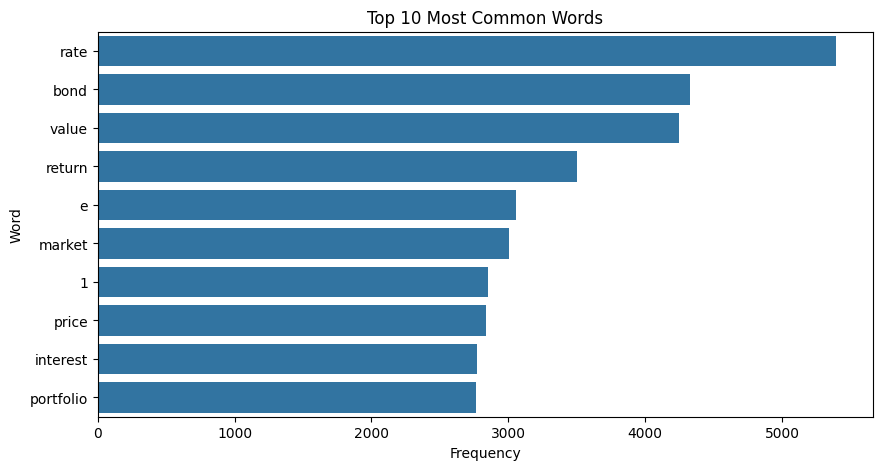 Top 10 Most Common Words
Word
rate
bond
value
return
e
market
1
price
interest
portfolio
0 1000 2000 3000 4000 5000
Frequency